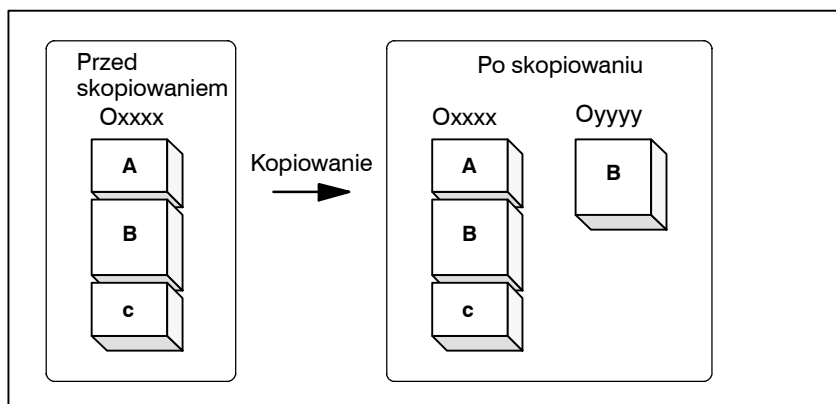 Przed
skopiowaniem
Oxxxx
A
B
c
Kopiowanie
Po skopiowaniu
Oxxxx
A
B
c
Oyyyy
B